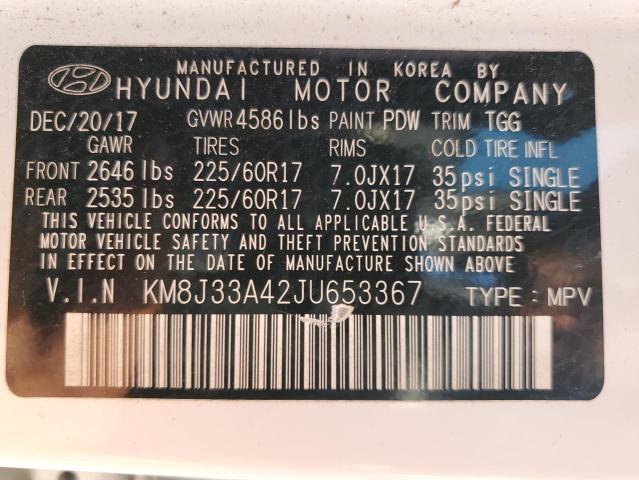 MANUFACTURED IN KOREA BY
HYUNDAI MOTOR COMPANY
DEC/20/17 GVWR 4586lbs PAINT PDW TRIM TGG
GAWR TIRES RIMS COLD TIRE INFL
FRONT 2646 lbs 225/60R17 7.0JX17 35psi SINGLE
REAR 2535 lbs 225/60R17 7.0JX17 35psi SINGLE
THIS VEHICLE CONFORMS TO ALL APPLICABLE U.S.A. FEDERAL
MOTOR VEHICLE SAFETY AND THEFT PREVENTION STANDARDS
IN EFFECT ON THE DATE OF MANUFACTURE SHOWN ABOVE.
V.I.N KM8J33A42JU653367 TYPE : MPV